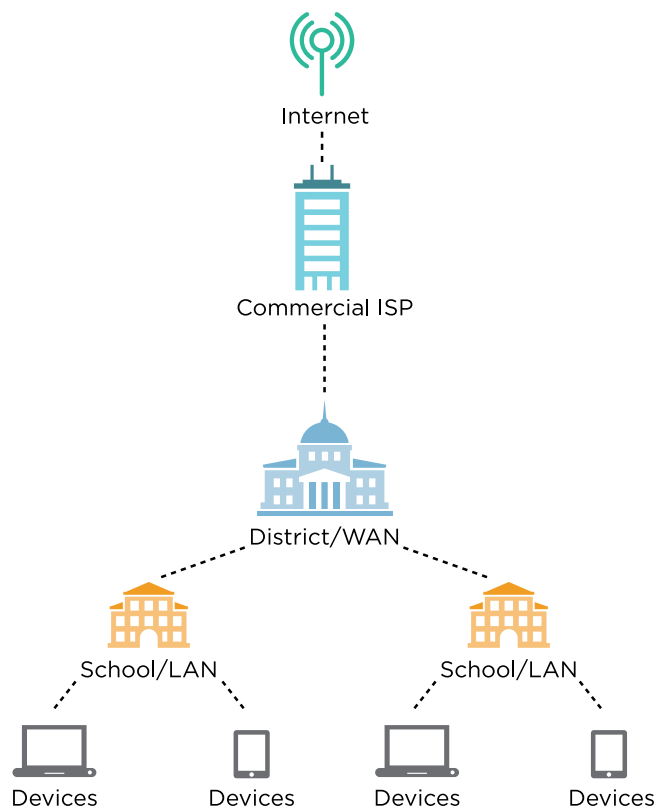 Internet
Commercial ISP
District/WAN
School/LAN
School/LAN
Devices
Devices
Devices
Devices